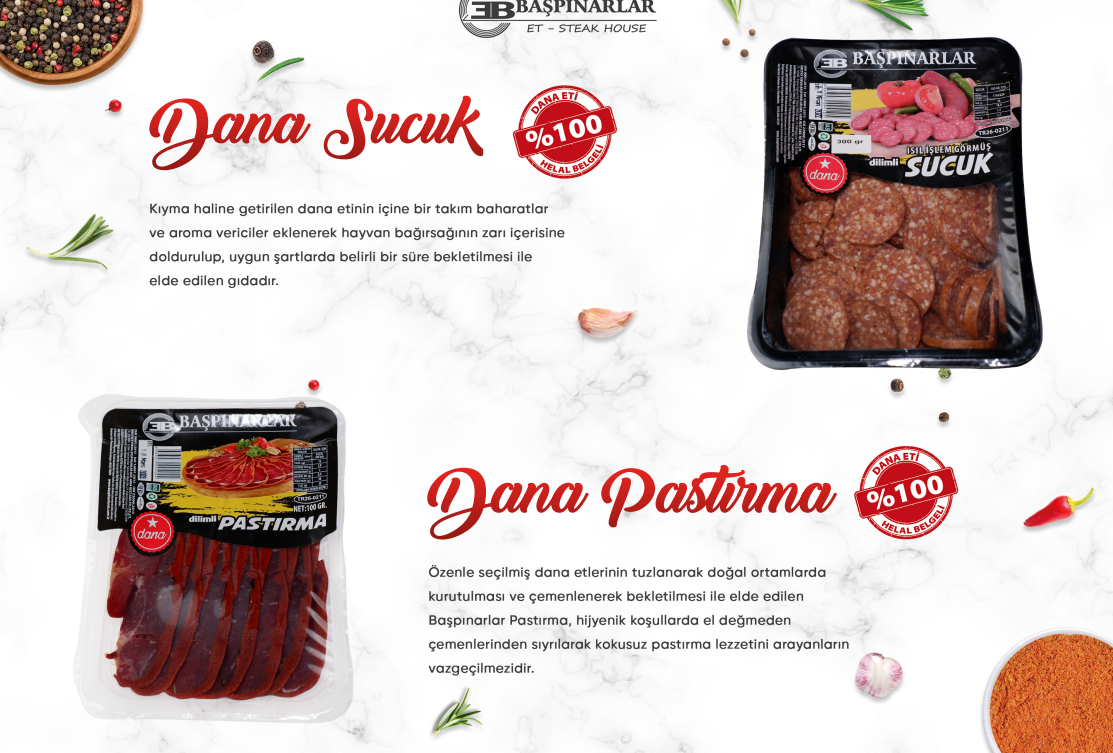 BAŞPINARLAR
ET - STEAK HOUSE
Dana Sucuk
DANA ETİ
%100
HELAL BELGELİ
Kıyma haline getirilen dana etinin içine bir takım baharatlar
ve aroma vericiler eklenerek hayvan bağırsağının zarı içerisine
doldurulup, uygun şartlarda belirli bir süre bekletilmesi ile
elde edilen gıdadır.
BAŞPINARLAR
300 gr
TR26-0211
ISIL İŞLEM GÖRMÜŞ
dilimli SUCUK
dana
BAŞPINARLAR
TR26-0211
NET:100 GR.
dilimli PASTIRMA
dana
Dana Pastırma
DANA ETİ
%100
HELAL BELGELİ
Özenle seçilmiş dana etlerinin tuzlanarak doğal ortamlarda
kurutulması ve çemenlenerek bekletilmesi ile elde edilen
Başpınarlar Pastırma, hijyenik koşullarda el değmeden
çemenlerinden sıyrılarak kokusuz pastırma lezzetini arayanların
vazgeçilmezidir.